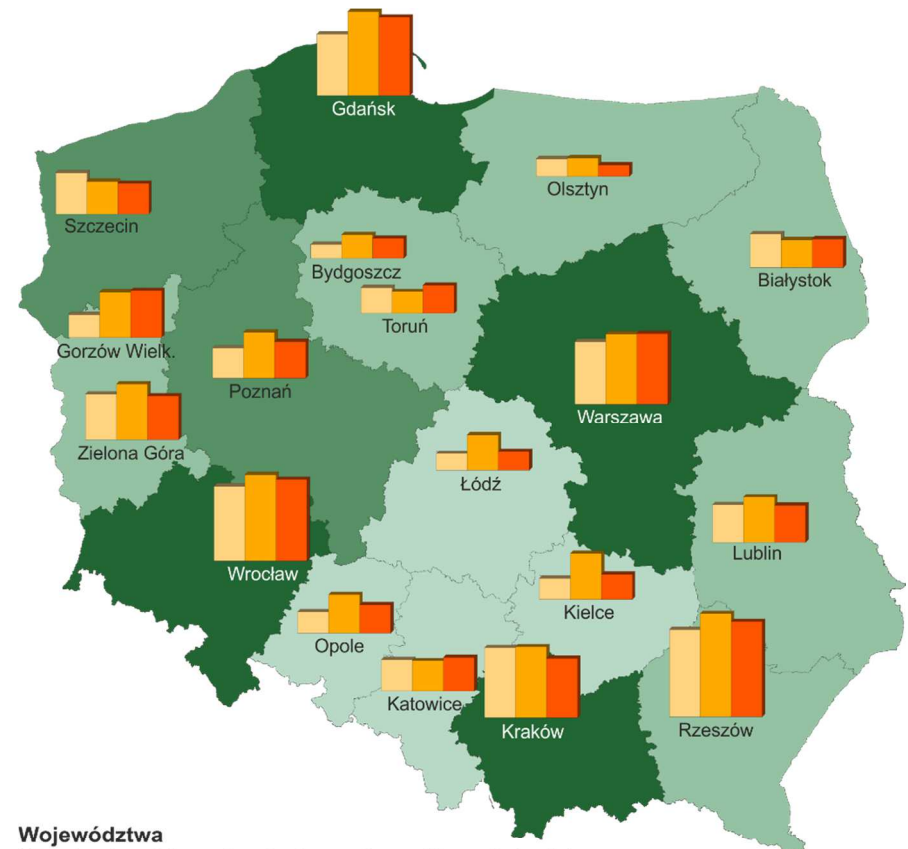 Gdańsk
Olsztyn
Szczecin
Bydgoszcz
Białystok
Toruń
Gorzów Wielk.
Poznań
Warszawa
Zielona Góra
Łódź
Lublin
Wrocław
Kielce
Opole
Katowice
Kraków
Rzeszów
Województwa